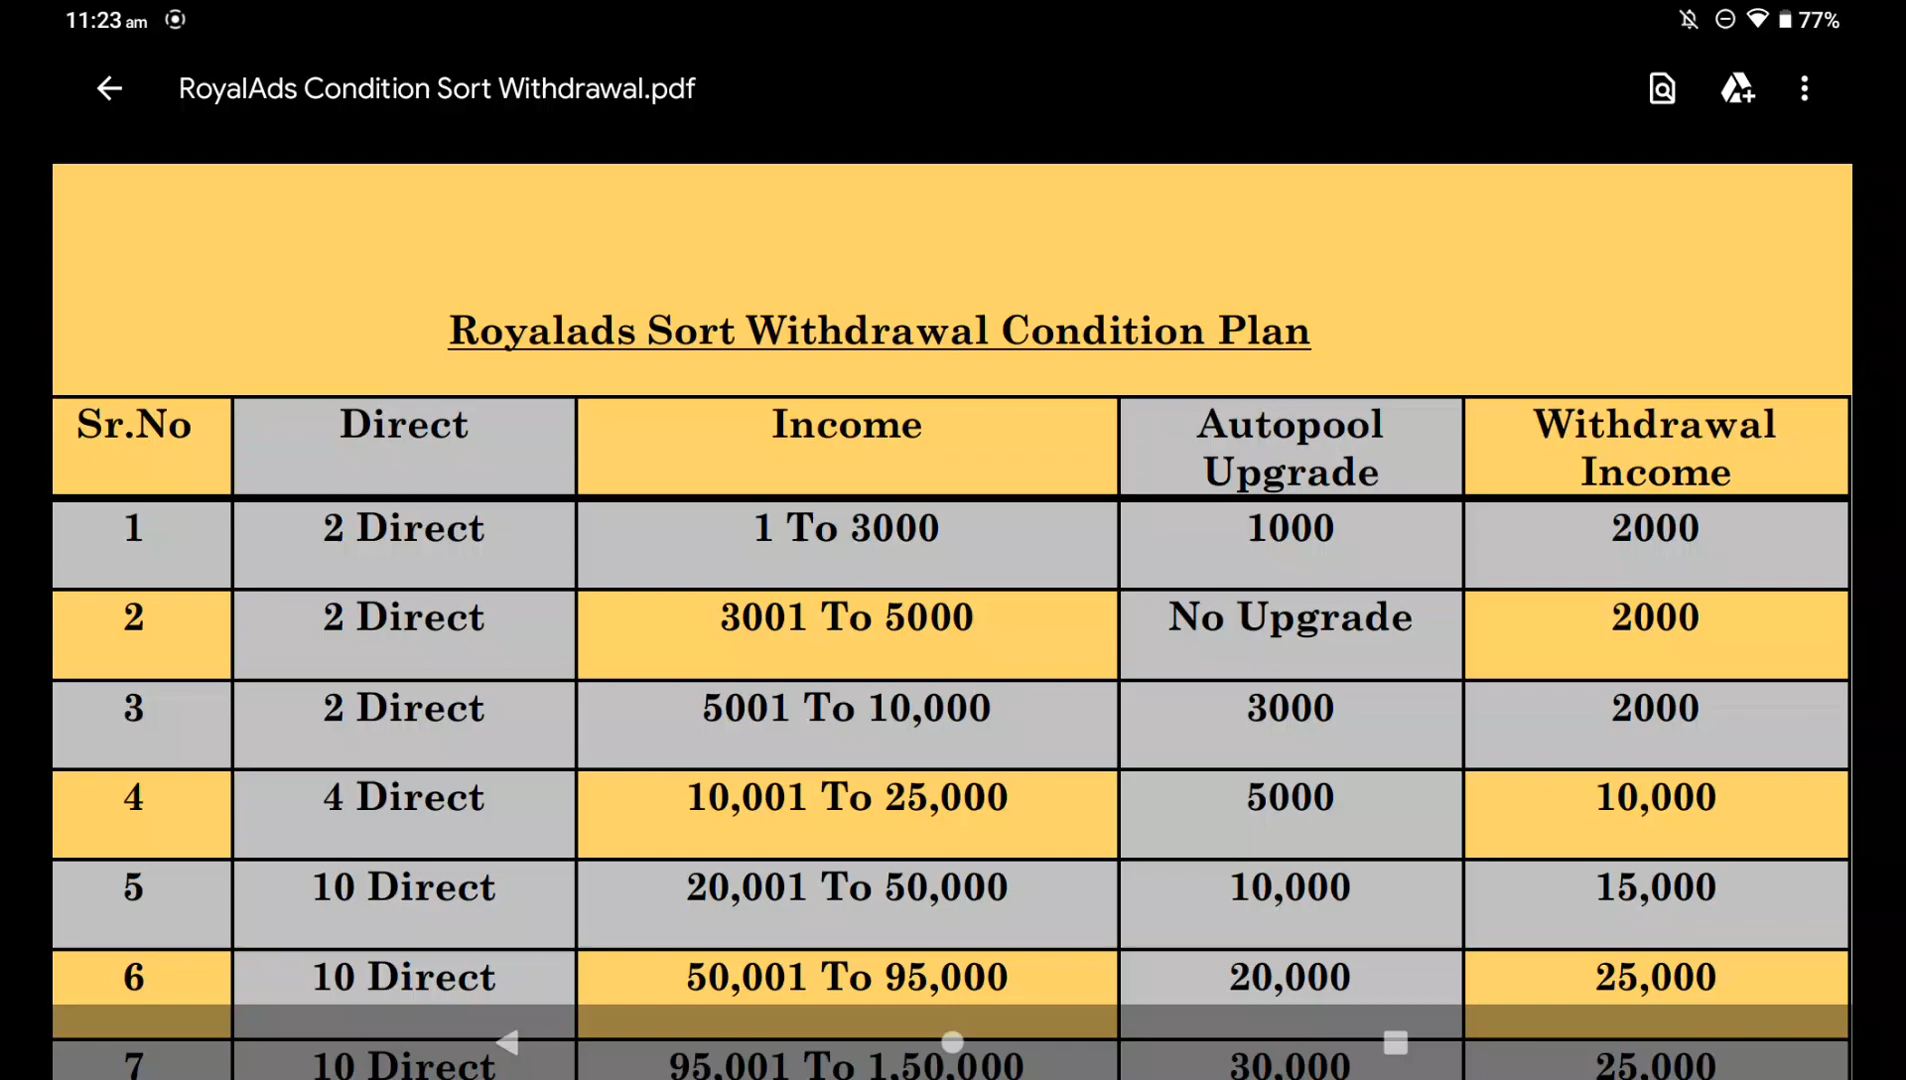 11:23 am
77%
RoyalAds Condition Sort Withdrawal.pdf
Royalads Sort Withdrawal Condition Plan
Sr.No Direct Income Autopool Upgrade Withdrawal Income
1 2 Direct 1 To 3000 1000 2000
2 2 Direct 3001 To 5000 No Upgrade 2000
3 2 Direct 5001 To 10,000 3000 2000
4 4 Direct 10,001 To 25,000 5000 10,000
5 10 Direct 20,001 To 50,000 10,000 15,000
6 10 Direct 50,001 To 95,000 20,000 25,000
7 10 Direct 95,001 To 1,50,000 30,000 25,000